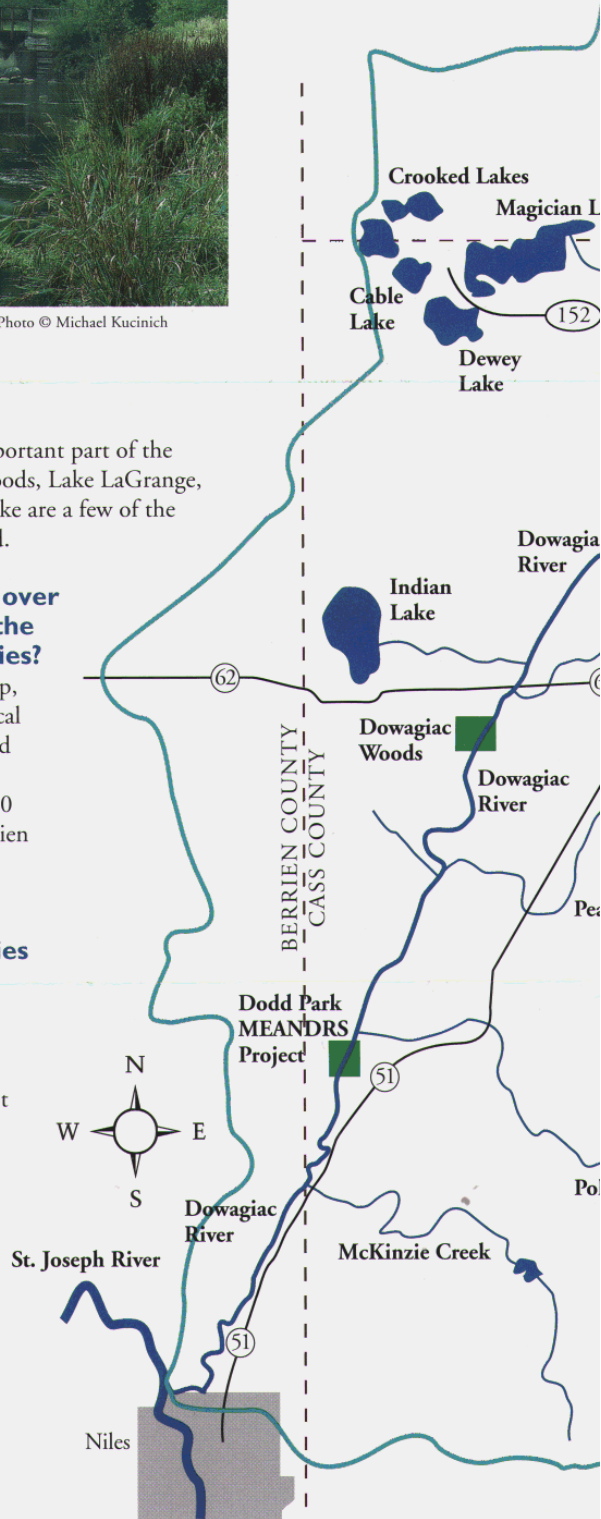 Photo © Michael Kucinich
Crooked Lakes
Magician L
Cable
Lake
152
Dewey
Lake
portant part of the
oods, Lake LaGrange,
ke are a few of the
d.
over
the
ies?
p,
cal
d
0
ien
ies
t
Dowagia
River
Indian
Lake
62
6
Dowagiac
Woods
Dowagiac
River
BERRIEN COUNTY
CASS COUNTY
Pea
Dodd Park
MEANDRS
Project
51
N
W E
S
Pol
Dowagiac
River
McKinzie Creek
St. Joseph River
51
Niles